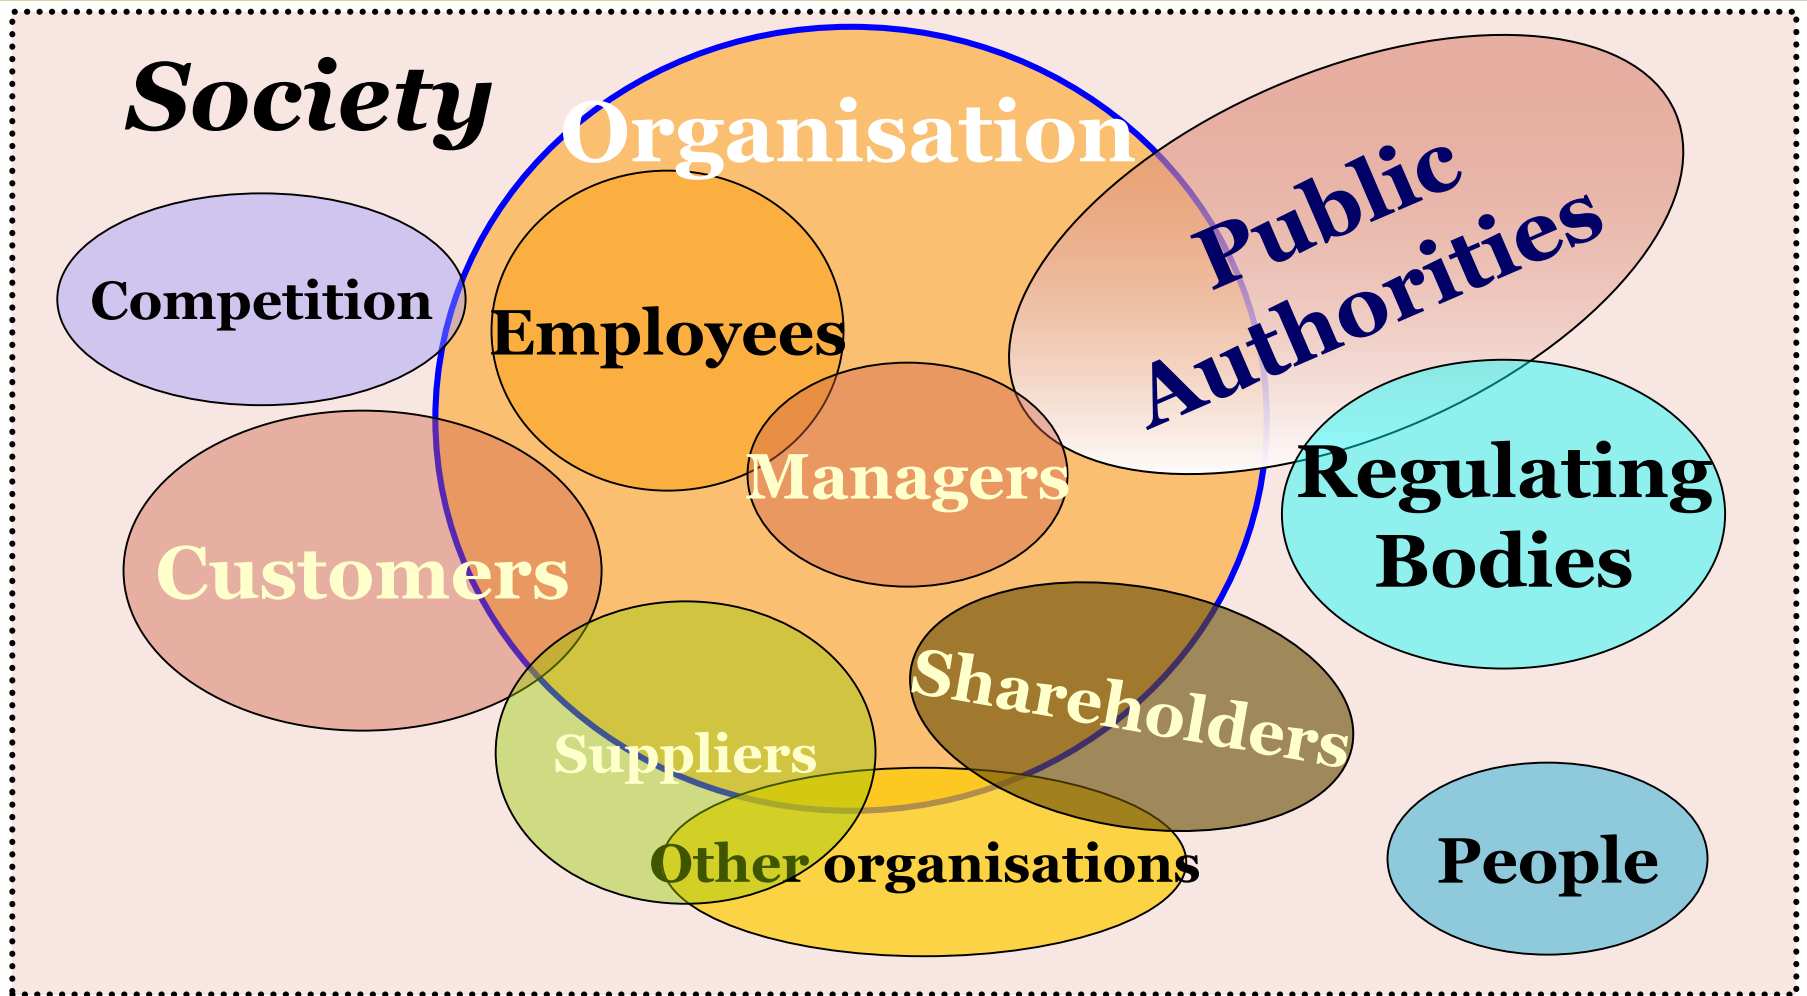 Society
Organisation
Public
Authorities
Competition
Employees
Managers
Regulating
Bodies
Customers
Shareholders
Suppliers
Other organisations
People